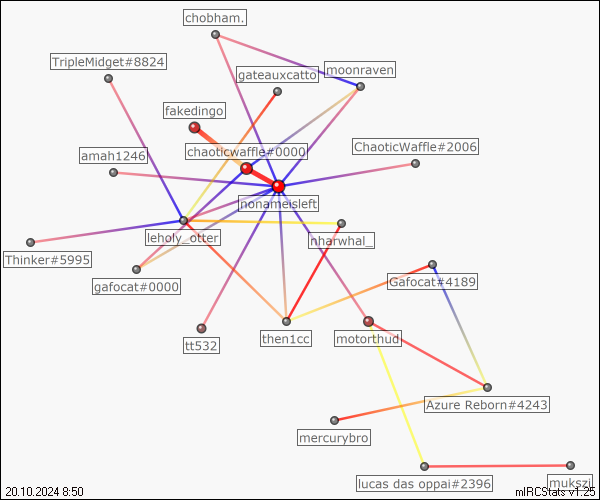 chobham.
TripleMidget#8824
gateauxcatto
moonraven
fakedingo
chaoticwaffle#0000
ChaoticWaffle#2006
amah1246
nonameisleft
leholy_otter
nharwhal_
Thinker#5995
gafocat#0000
Gafocat#4189
tt532
then1cc
motorthud
Azure Reborn#4243
mercurybro
lucas das oppai#2396
mukszi
20.10.2024 8:50
mIRCStats v1.25